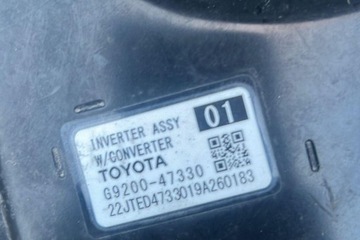 01
INVERTER ASSY
W/CONVERTER
TOYOTA
G9200-47330
22JTED4733019A260183